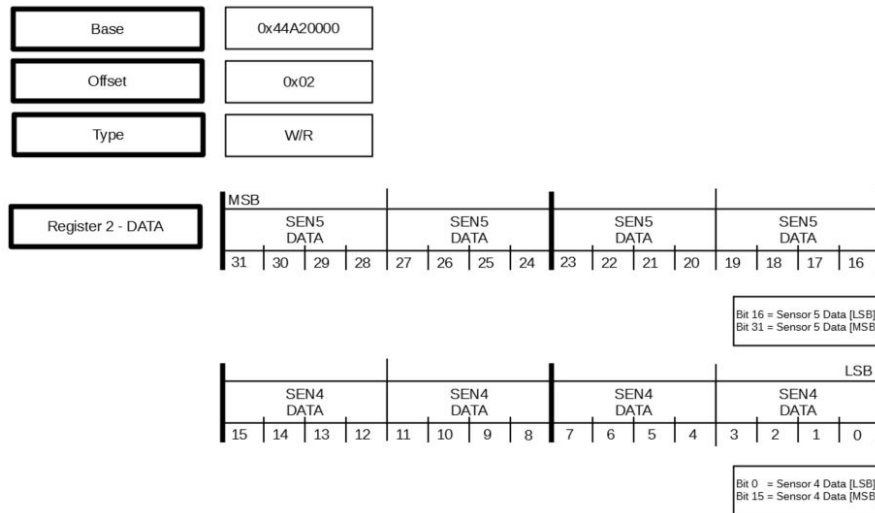 Base
0x44A20000
Offset
0x02
Type
W/R
Register 2 - DATA
MSB
SEN5 SEN5 SEN5 SEN5
DATA DATA DATA DATA
31 30 29 28 27 26 25 24 23 22 21 20 19 18 17 16
Bit 16 = Sensor 5 Data [LSB]
Bit 31 = Sensor 5 Data [MSB
LSB
SEN4 SEN4 SEN4 SEN4
DATA DATA DATA DATA
15 14 13 12 11 10 9 8 7 6 5 4 3 2 1 0
Bit 0 = Sensor 4 Data [LSB]
Bit 15 = Sensor 4 Data [MSB